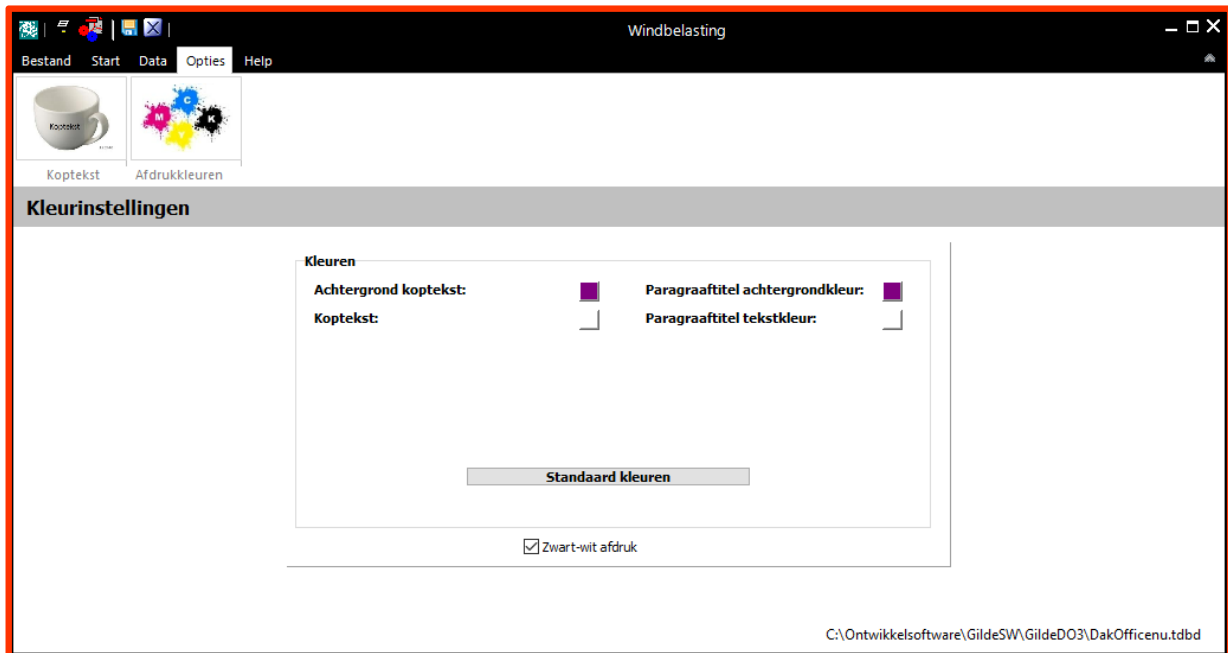 Windbelasting
Bestand Start Data Opties Help
Koptekst
C
M
K
Y
Koptekst Afdrukkleuren
Kleurinstellingen
Kleuren
Achtergrond koptekst: Paragraaftitel achtergrondkleur:
Koptekst: Paragraaftitel tekstkleur:
Standaard kleuren
Zwart-wit afdruk
C:\Ontwikkelsoftware\GildeSW\GildeDO3\DakOfficenu.tdbd